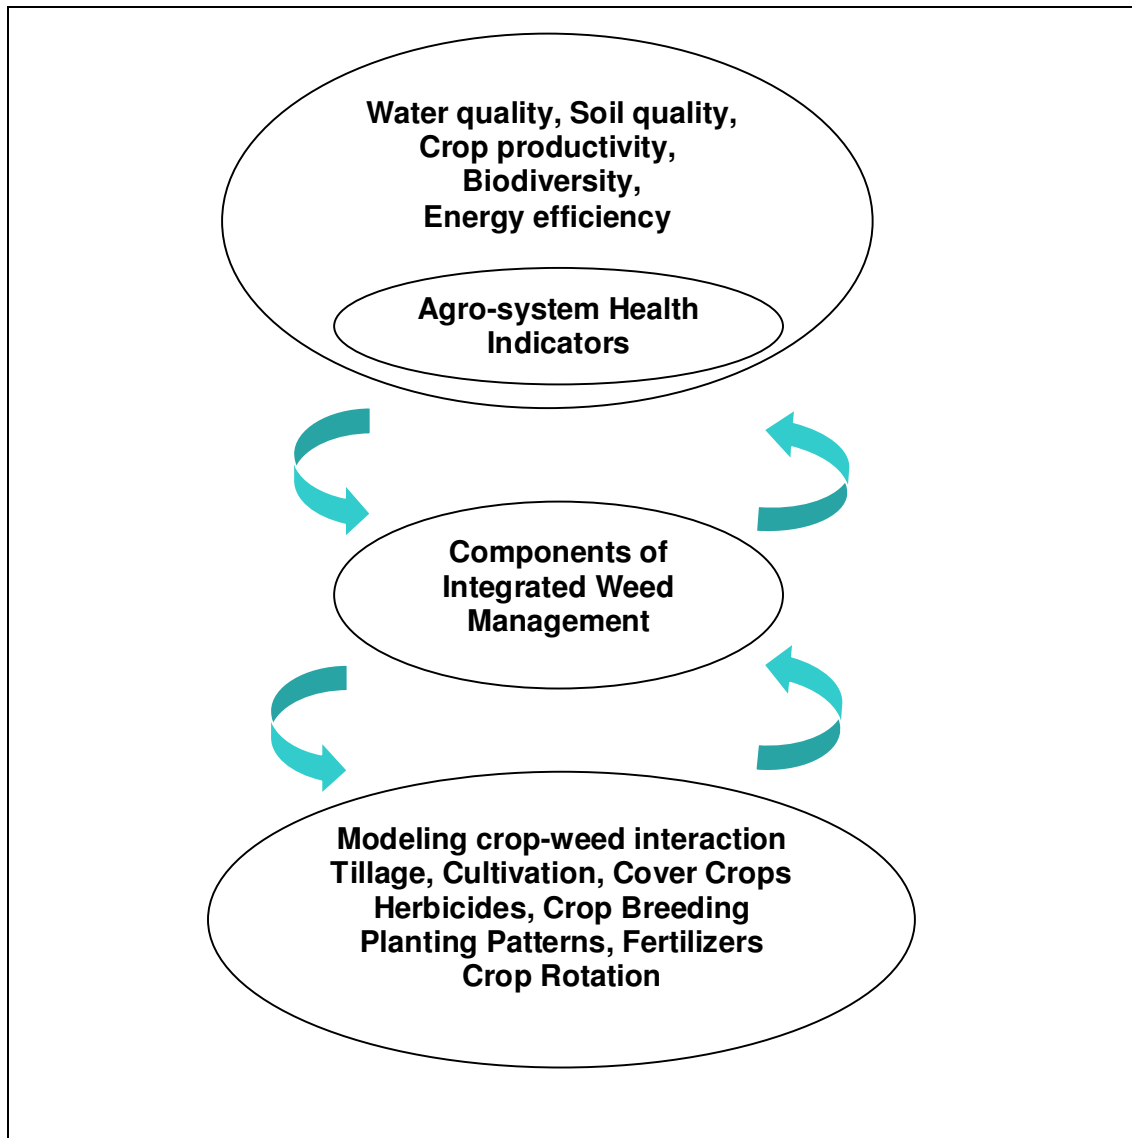 Water quality, Soil quality,
Crop productivity,
Biodiversity,
Energy efficiency
Agro-system Health
Indicators
Components of
Integrated Weed
Management
Modeling crop-weed interaction
Tillage, Cultivation, Cover Crops
Herbicides, Crop Breeding
Planting Patterns, Fertilizers
Crop Rotation